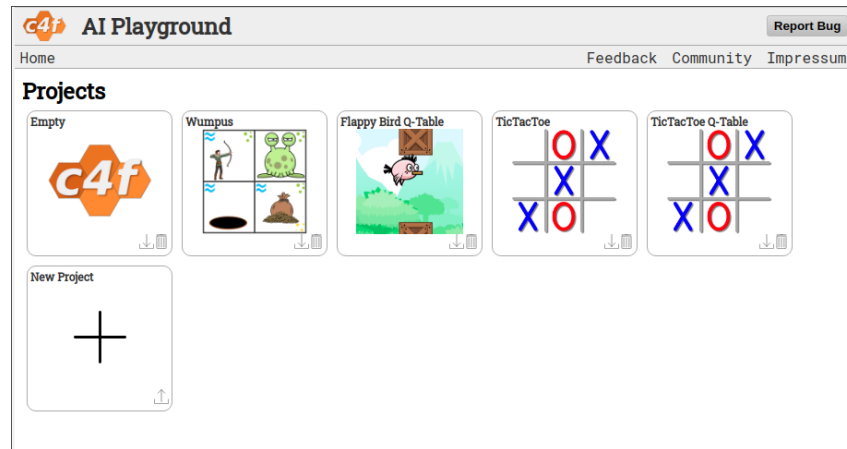 c4f AI Playground Report Bug
Home Feedback Community Impressum
Projects
Empty Wumpus Flappy Bird Q-Table TicTacToe TicTacToe Q-Table
c4f
O X O X
X X
X O X O
New Project